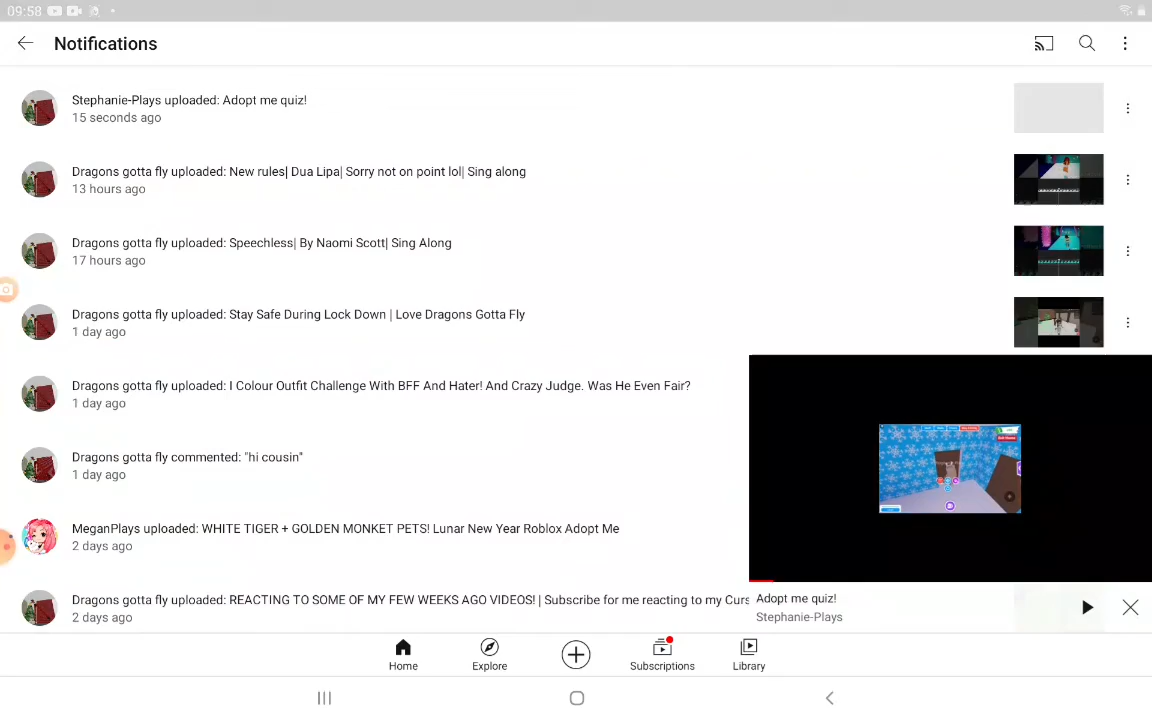 09:58
Notifications
Stephanie-Plays uploaded: Adopt me quiz!
15 seconds ago
Dragons gotta fly uploaded: New rules| Dua Lipa| Sorry not on point lol| Sing along
13 hours ago
Dragons gotta fly uploaded: Speechless| By Naomi Scott| Sing Along
17 hours ago
Dragons gotta fly uploaded: Stay Safe During Lock Down | Love Dragons Gotta Fly
1 day ago
Dragons gotta fly uploaded: I Colour Outfit Challenge With BFF And Hater! And Crazy Judge. Was He Even Fair?
1 day ago
Dragons gotta fly commented: "hi cousin"
1 day ago
MeganPlays uploaded: WHITE TIGER + GOLDEN MONKET PETS! Lunar New Year Roblox Adopt Me
2 days ago
Dragons gotta fly uploaded: REACTING TO SOME OF MY FEW WEEKS AGO VIDEOS! | Subscribe for me reacting to my Curs
2 days ago
Adopt me quiz!
Stephanie-Plays
Home
Explore
Subscriptions
Library